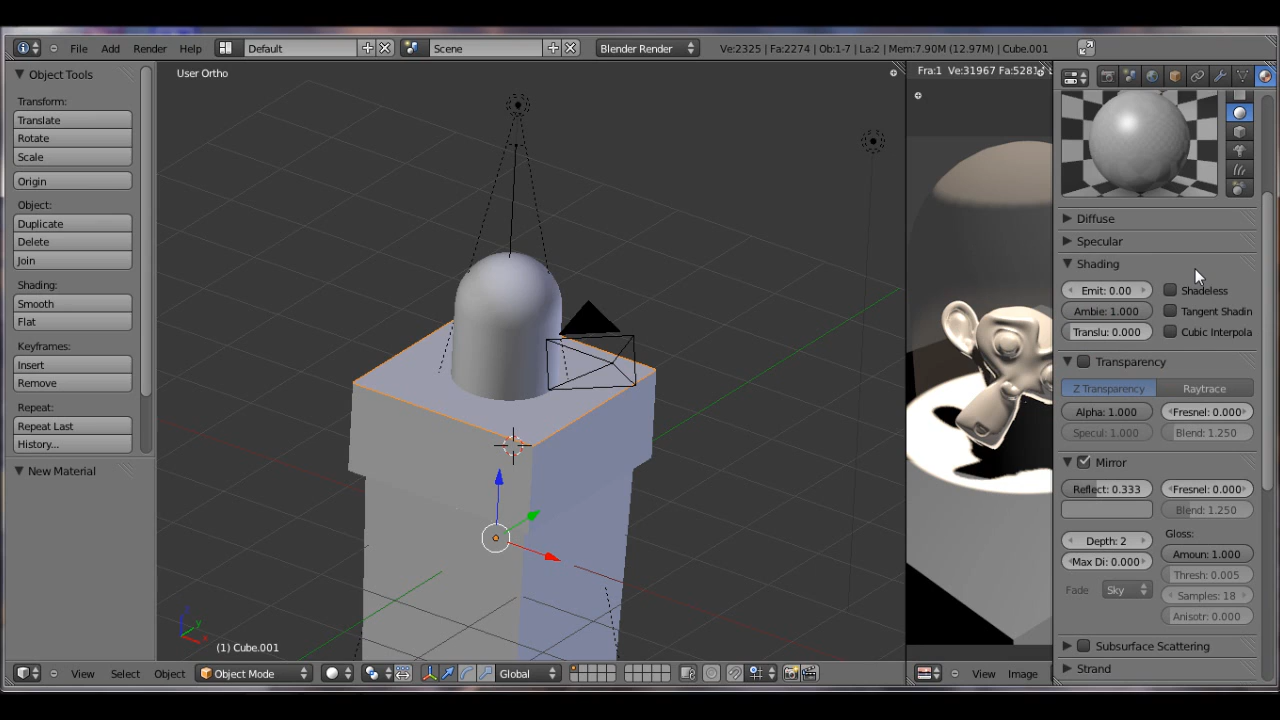 File Add Render Help Default Scene Blender Render Ve:2325 | Fa:2274 | Ob:1-7 | La:2 | Mem:7.90M (12.97M) | Cube.001
Object Tools
Transform:
Translate
Rotate
Scale
Origin
Object:
Duplicate
Delete
Join
Shading:
Smooth
Flat
Keyframes:
Insert
Remove
Repeat:
Repeat Last
History...
New Material
User Ortho
(1) Cube.001
View Select Object Object Mode Global
Fra:1 Ve:31967 Fa:5281
View Image
Diffuse
Specular
Shading
Emit: 0.00 Shadeless
Ambie: 1.000 Tangent Shadin
Translu: 0.000 Cubic Interpola
Transparency
Z Transparency Raytrace
Alpha: 1.000 Fresnel: 0.000
Specul: 1.000 Blend: 1.250
Mirror
Reflect: 0.333 Fresnel: 0.000
Blend: 1.250
Gloss:
Depth: 2 Amoun: 1.000
Max Di: 0.000 Thresh: 0.005
Fade Sky Samples: 18
Anisotr: 0.000
Subsurface Scattering
Strand